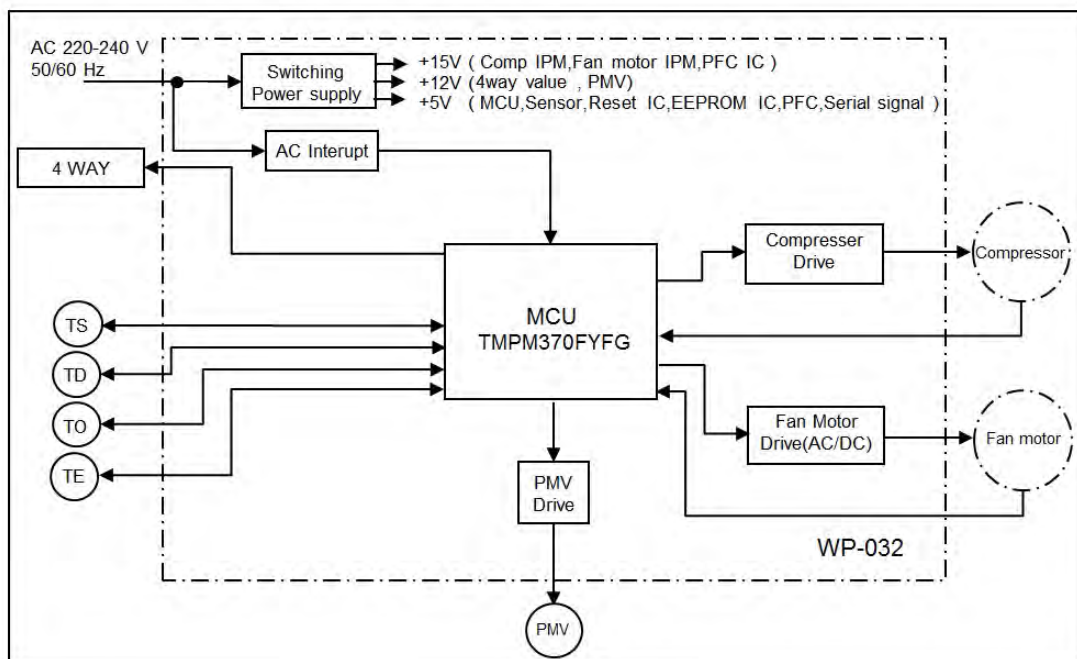 AC 220-240 V
50/60 Hz
Switching
Power supply
+15V ( Comp IPM,Fan motor IPM,PFC IC )
+12V (4way value , PMV)
+5V ( MCU,Sensor,Reset IC,EEPROM IC,PFC,Serial signal )
AC Interupt
4 WAY
Compresser
Drive
Compressor
MCU
TMPM370FYFG
TS
TD
TO
TE
Fan Motor
Drive(AC/DC)
Fan motor
PMV
Drive
WP-032
PMV